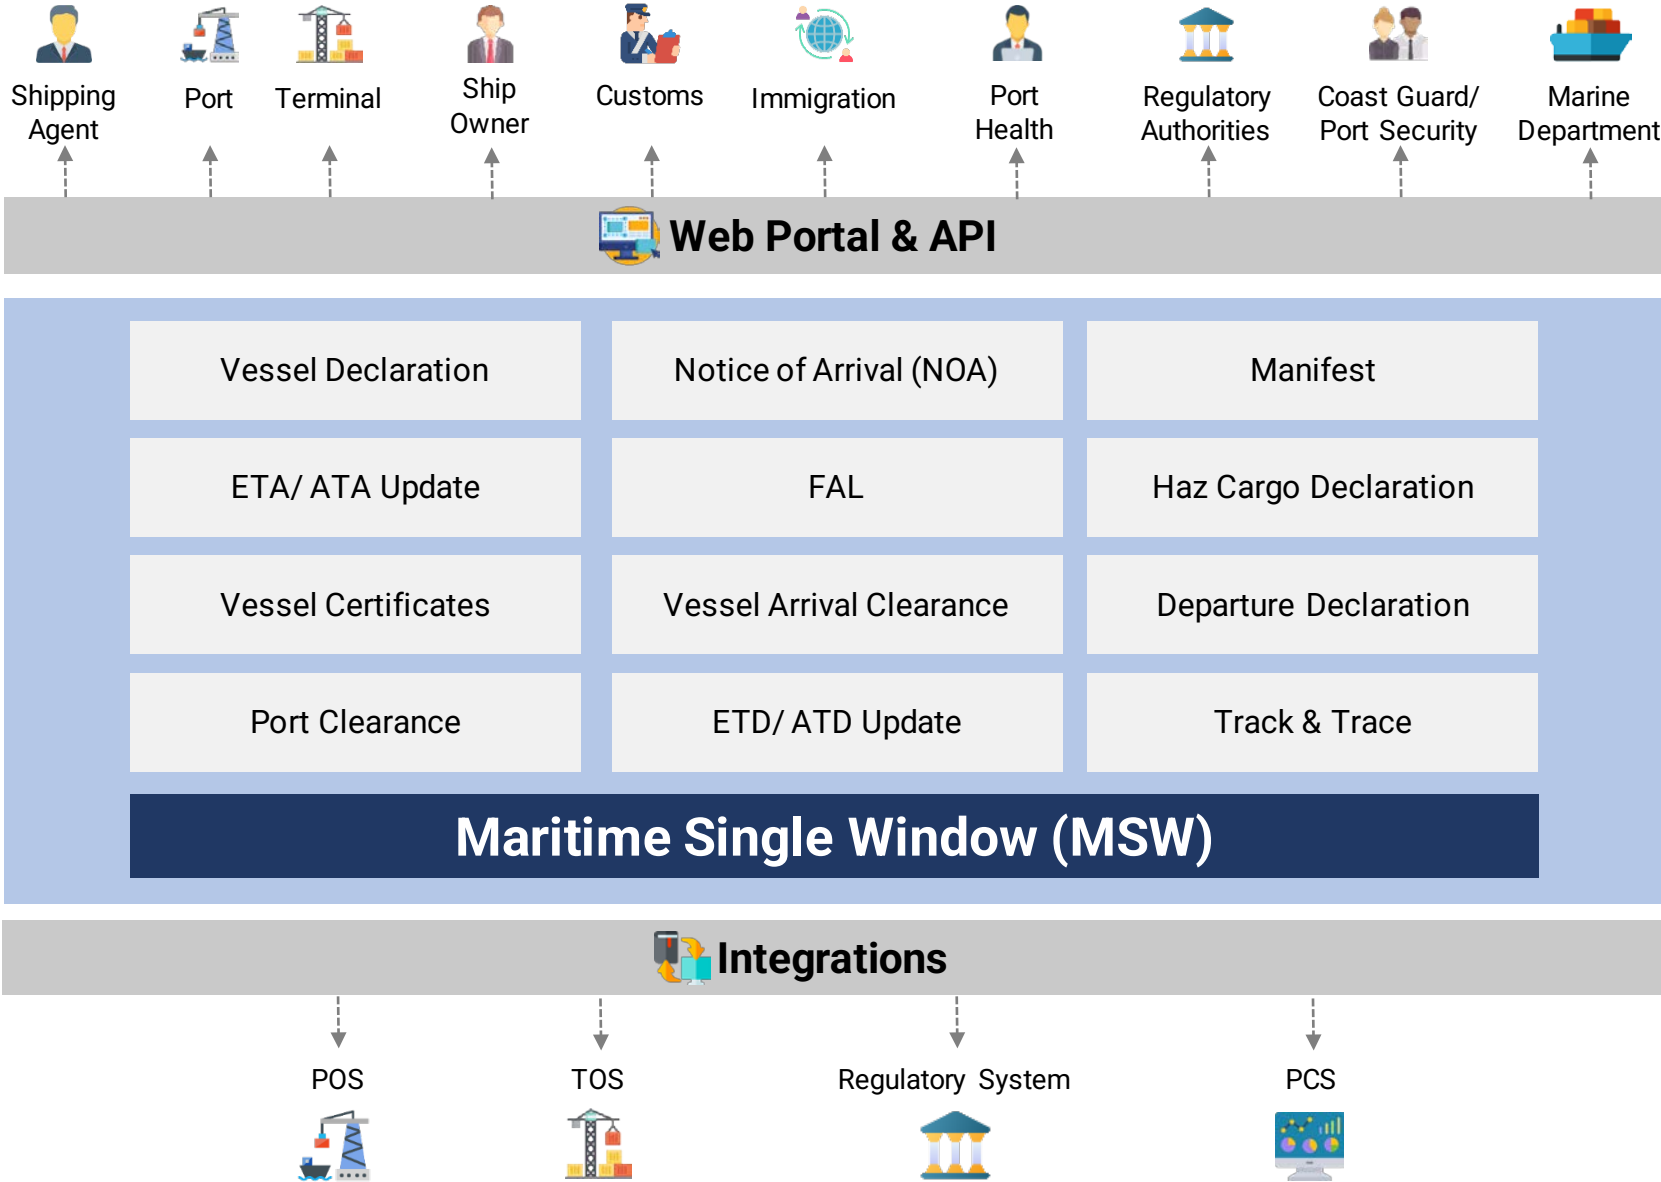 Shipping
Agent
Port
Terminal
Ship
Owner
Customs
Immigration
Port
Health
Regulatory
Authorities
Coast Guard/
Port Security
Marine
Department
Web Portal & API
Vessel Declaration
Notice of Arrival (NOA)
Manifest
ETA/ ATA Update
FAL
Haz Cargo Declaration
Vessel Certificates
Vessel Arrival Clearance
Departure Declaration
Port Clearance
ETD/ ATD Update
Track & Trace
Maritime Single Window (MSW)
Integrations
POS
TOS
Regulatory System
PCS